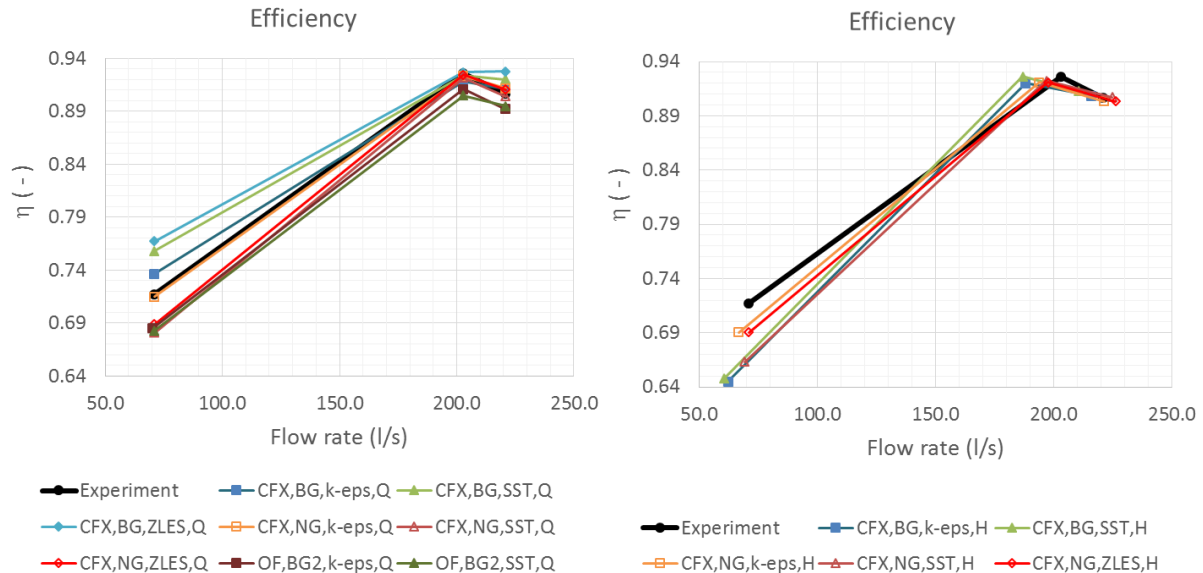 Efficiency
η ( - )
0.94
0.89
0.84
0.79
0.74
0.69
0.64
50.0 100.0 150.0 200.0 250.0
Flow rate (l/s)
Experiment CFX,BG,k-eps,Q CFX,BG,SST,Q
CFX,BG,ZLES,Q CFX,NG,k-eps,Q CFX,NG,SST,Q
CFX,NG,ZLES,Q OF,BG2,k-eps,Q OF,BG2,SST,Q
Efficiency
η ( - )
0.94
0.89
0.84
0.79
0.74
0.69
0.64
50.0 100.0 150.0 200.0 250.0
Flow rate (l/s)
Experiment CFX,BG,k-eps,H CFX,BG,SST,H
CFX,NG,k-eps,H CFX,NG,SST,H CFX,NG,ZLES,H